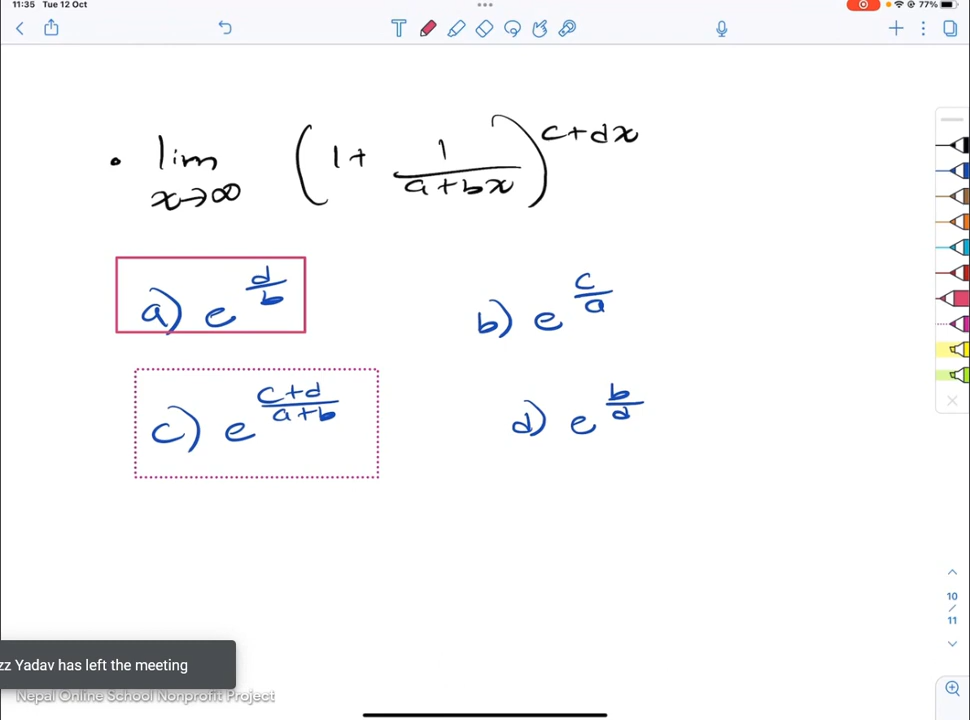 11:35 Tue 12 Oct
77%
• lim x→∞ (1 + 1/(a+bx))^(c+dx)
a) e^(d/b)
b) e^(c/a)
c) e^((c+d)/(a+b))
d) e^(b/d)
10
/
11
zz Yadav has left the meeting
Nepal Online School Nonprofit Project